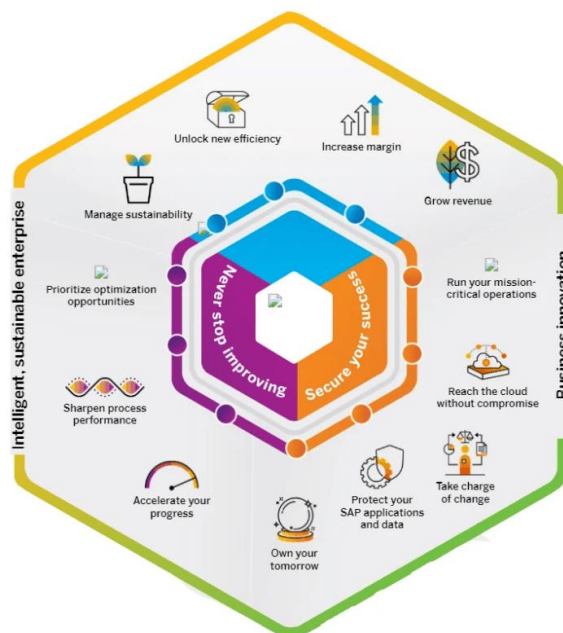 Unlock new efficiency
Increase margin
Grow revenue
Manage sustainability
Prioritize optimization
opportunities
Run your mission-
critical operations
Never stop improving
Secure your success
Intelligent, sustainable enterprise
Business innovation
Sharpen process
performance
Reach the cloud
without compromise
Accelerate your
progress
Own your
tomorrow
Protect your
SAP applications
and data
Take charge
of change